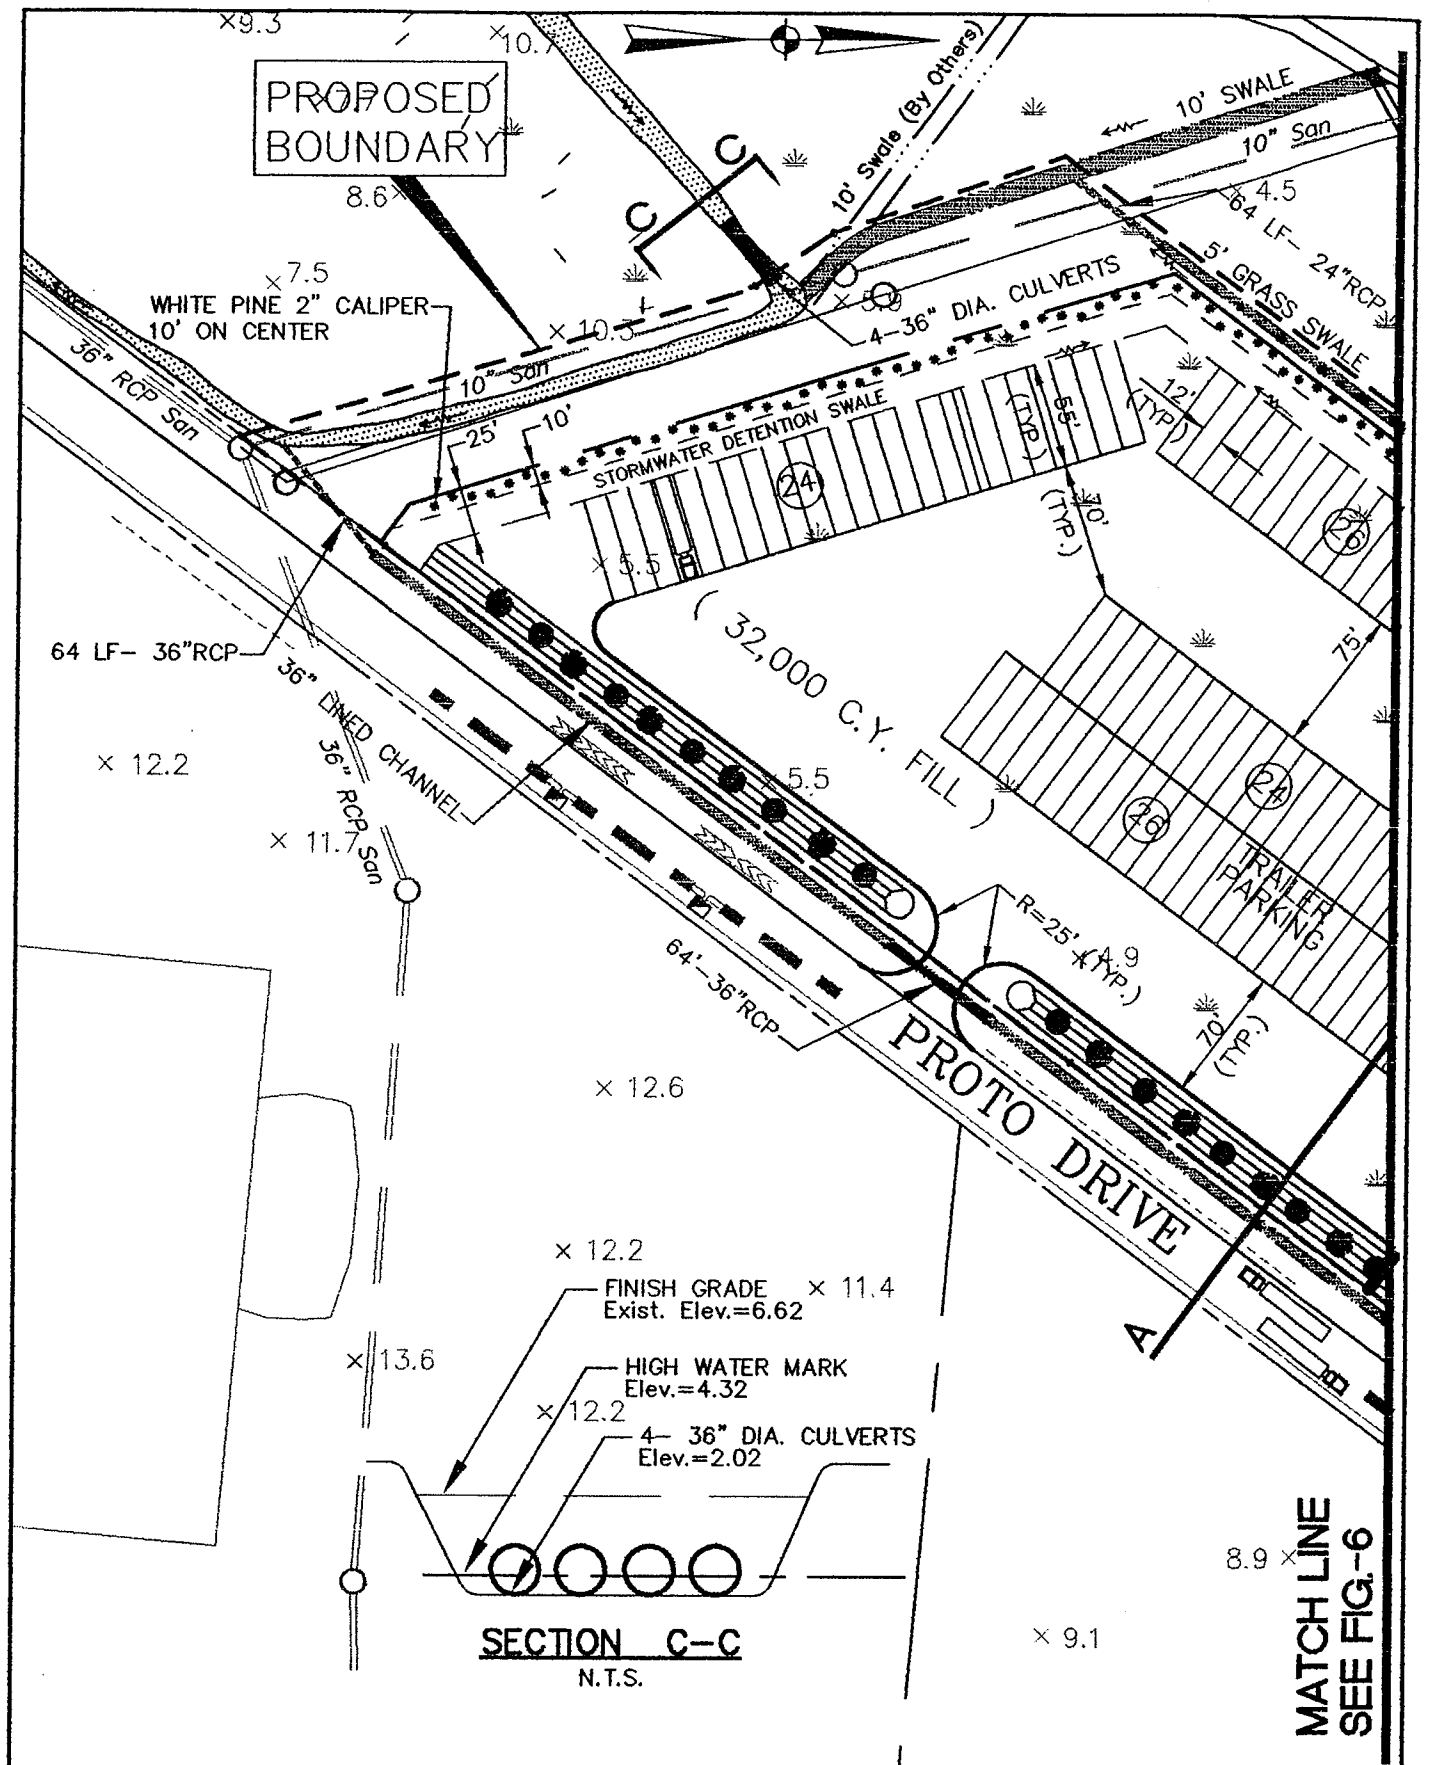 ×9.3
×10.7
PROPOSED
BOUNDARY
×7.7
8.6×
×7.5
C
C
10' Swale (By Others)
10' SWALE
10" San
×4.5
64 LF- 24"RCP
5' GRASS SWALE
WHITE PINE 2" CALIPER
10' ON CENTER
×10.3
×5.9
4-36" DIA. CULVERTS
36" RCP San
10" San
25'
10'
STORMWATER DETENTION SWALE
24
55'
(TYP.)
12'
(TYP.)
26
70'
(TYP.)
×5.5
( 32,000 C.Y. FILL )
75'
64 LF- 36"RCP
36" LINED CHANNEL
36" RCP San
×12.2
×11.7
×5.5
24
26
TRAILER
PARKING
R=25' (TYP.)
×4.9
64'-36"RCP
70'
(TYP.)
PROTO DRIVE
×12.6
×12.2
FINISH GRADE
Exist. Elev.=6.62
×11.4
A
×13.6
HIGH WATER MARK
Elev.=4.32
×12.2
4- 36" DIA. CULVERTS
Elev.=2.02
8.9×
×9.1
SECTION C-C
N.T.S.
MATCH LINE
SEE FIG.-6